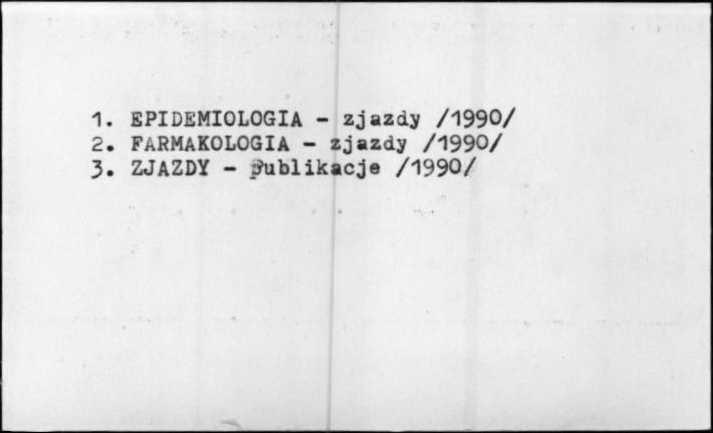 1. EPIDEMIOLOGIA - zjazdy /1990/
2. FARMAKOLOGIA - zjazdy /1990/
3. ZJAZDY - publikacje /1990/